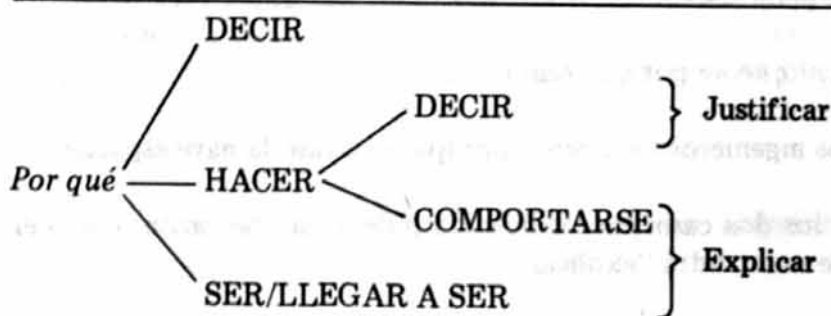 DECIR
DECIR } Justificar
Por qué HACER
COMPORTARSE
} Explicar
SER/LLEGAR A SER